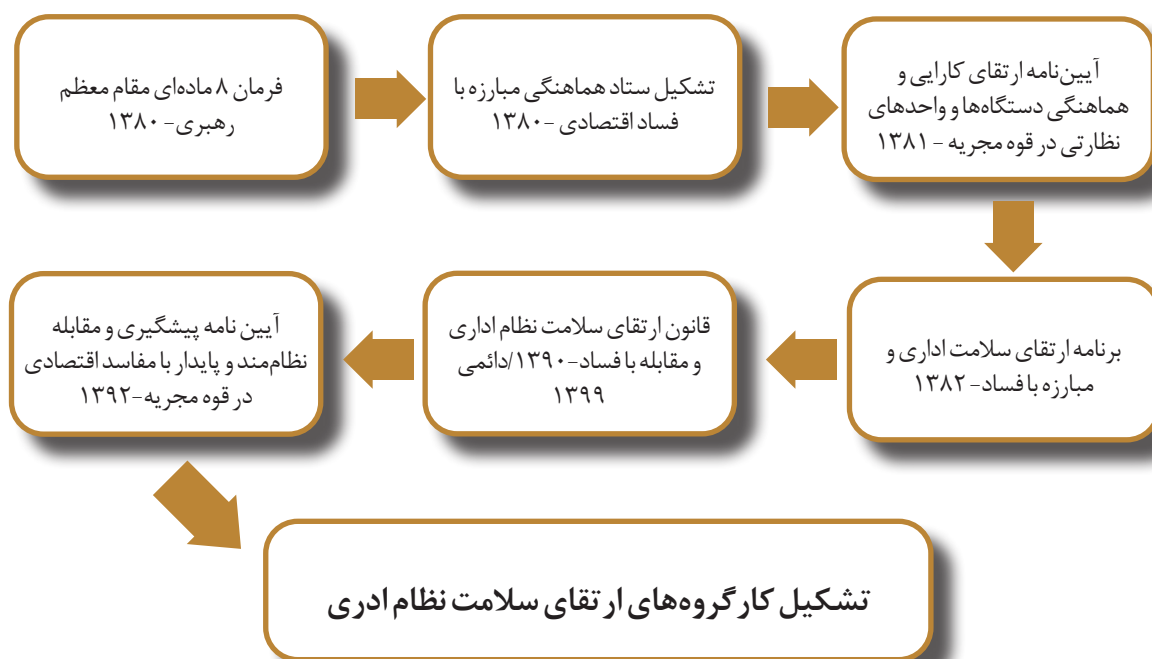 فرمان ۸ ماده‌ای مقام معظم
رهبری- ۱۳۸۰
تشکیل ستاد هماهنگی مبارزه با
فساد اقتصادی -۱۳۸۰
آیین‌نامه ارتقای کارایی و
هماهنگی دستگاه‌ها و واحدهای
نظارتی در قوه مجریه - ۱۳۸۱
برنامه ارتقای سلامت اداری و
مبارزه با فساد- ۱۳۸۲
قانون ارتقای سلامت نظام اداری
و مقابله با فساد-۱۳۹۰/دائمی
۱۳۹۹
آیین نامه پیشگیری و مقابله
نظام‌مند و پایدار با مفاسد اقتصادی
در قوه مجریه-۱۳۹۲
تشکیل کارگروه‌های ارتقای سلامت نظام ادری